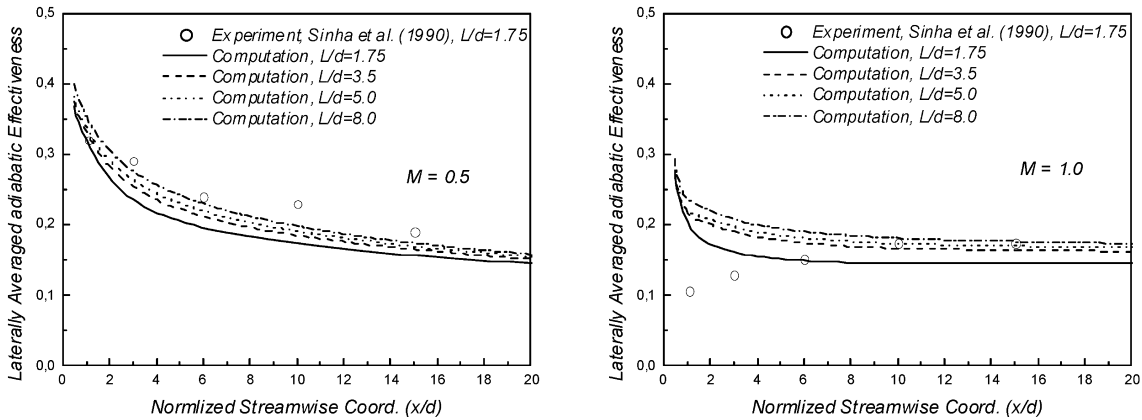 Laterally Averaged adiabatic Effectiveness
0,5
0,4
0,3
0,2
0,1
0,0
Experiment, Sinha et al. (1990), L/d=1.75
Computation, L/d=1.75
Computation, L/d=3.5
Computation, L/d=5.0
Computation, L/d=8.0
M = 0.5
0 2 4 6 8 10 12 14 16 18 20
Normlized Streamwise Coord. (x/d)
Laterally Averaged adiabatic Effectiveness
0,5
0,4
0,3
0,2
0,1
0,0
Experiment, Sinha et al. (1990), L/d=1.75
Computation, L/d=1.75
Computation, L/d=3.5
Computation, L/d=5.0
Computation, L/d=8.0
M = 1.0
0 2 4 6 8 10 12 14 16 18 20
Normlized Streamwise Coord. (x/d)